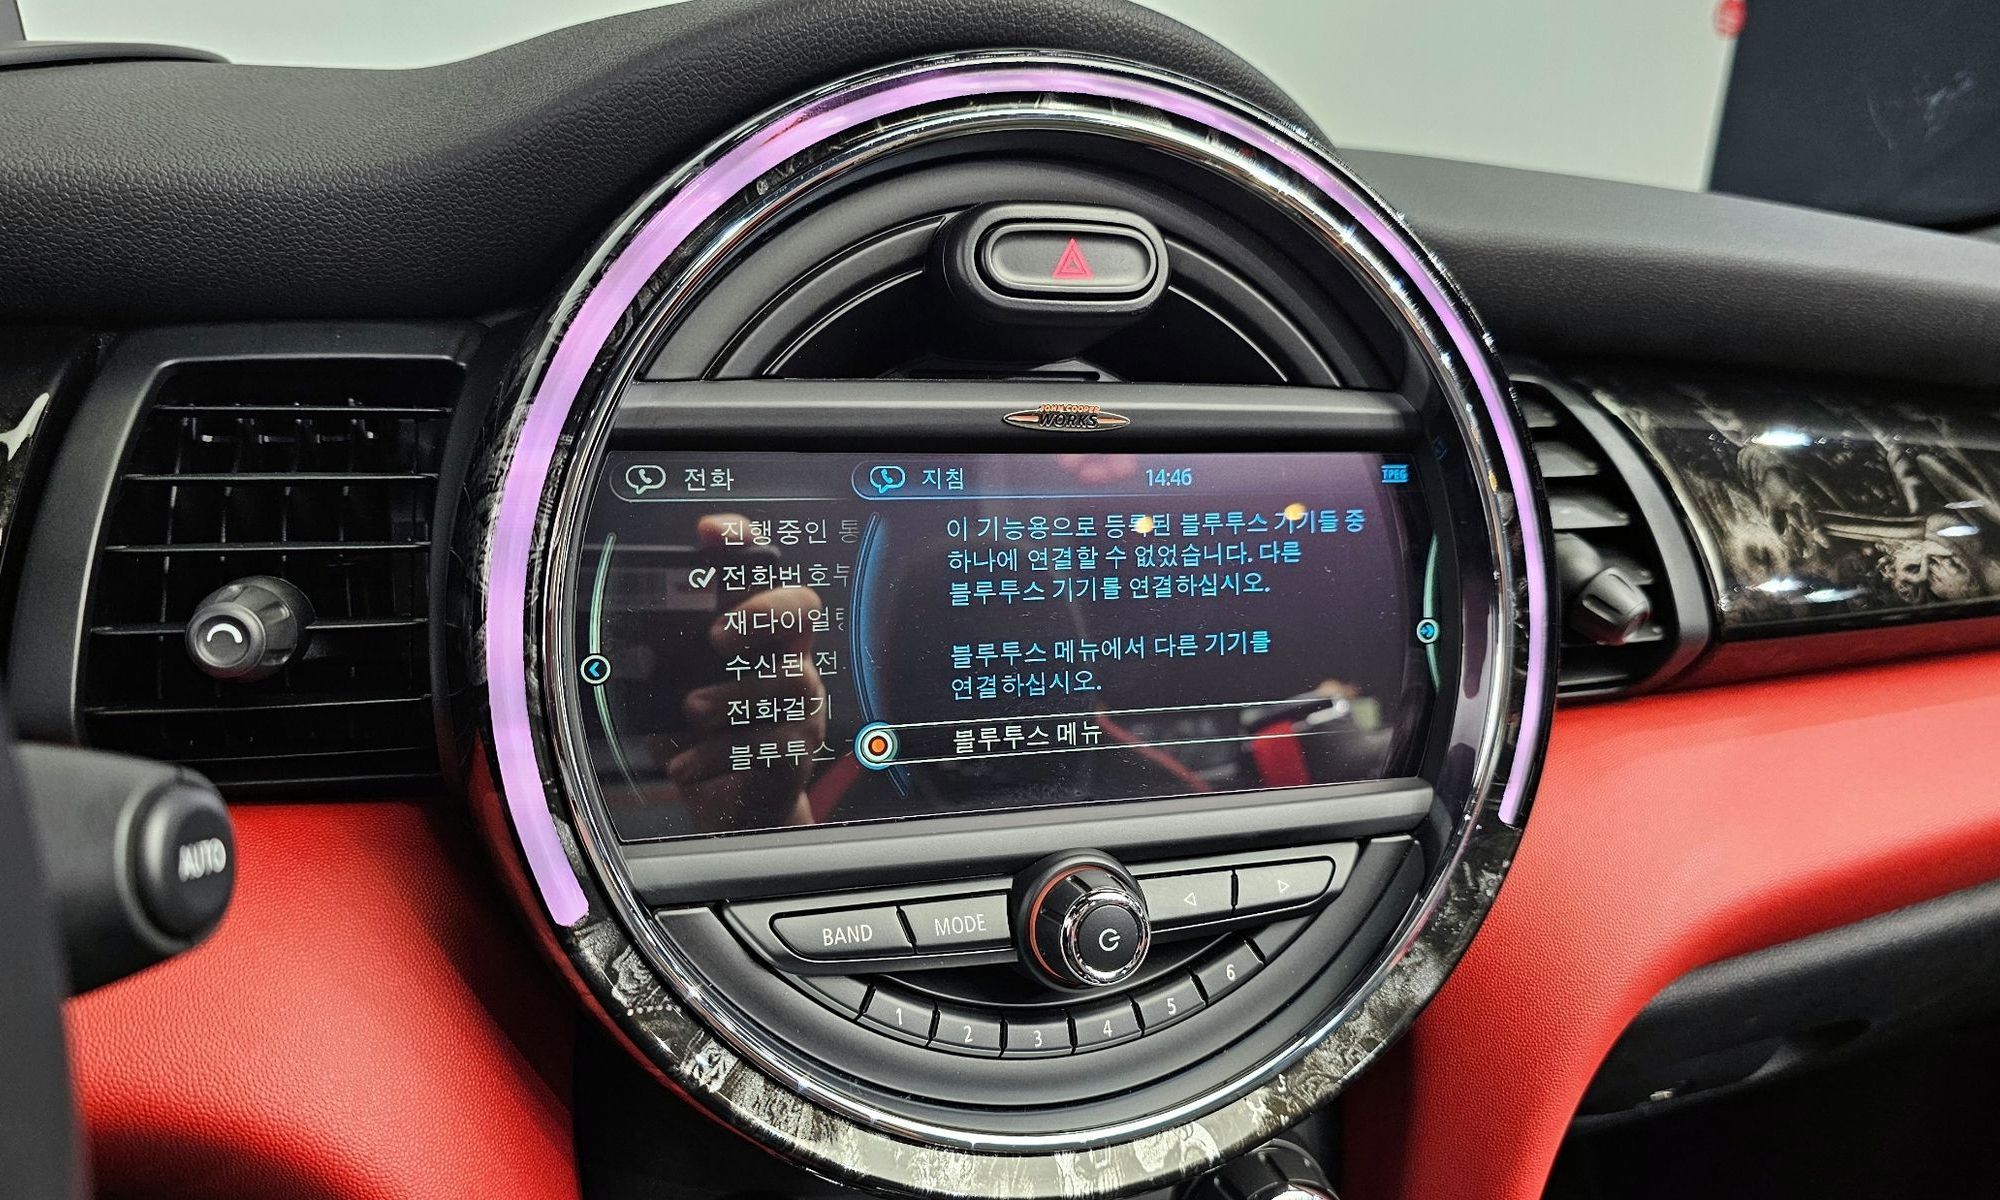 JOHN COOPER
WORKS
전화
지침
14:46
TPEG
진행중인 통
전화번호부
재다이얼링
수신된 전
전화걸기
블루투스
이 기능용으로 등록된 블루투스 기기들 중
하나에 연결할 수 없었습니다. 다른
블루투스 기기를 연결하십시오.
블루투스 메뉴에서 다른 기기를
연결하십시오.
블루투스 메뉴
AUTO
BAND
MODE
1
2
3
4
5
6